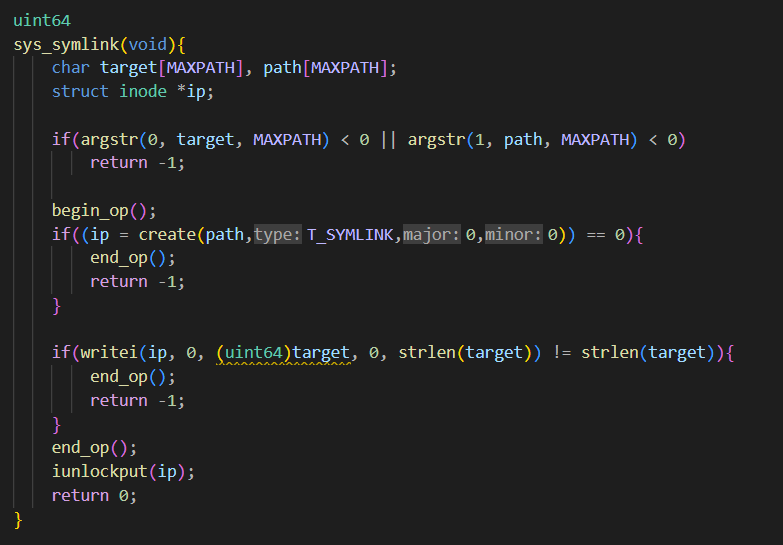 uint64
sys_symlink(void){
    char target[MAXPATH], path[MAXPATH];
    struct inode *ip;

    if(argstr(0, target, MAXPATH) < 0 || argstr(1, path, MAXPATH) < 0)
        return -1;

    begin_op();
    if((ip = create(path,type: T_SYMLINK,major: 0,minor: 0)) == 0){
        end_op();
        return -1;
    }

    if(writei(ip, 0, (uint64)target, 0, strlen(target)) != strlen(target)){
        end_op();
        return -1;
    }
    end_op();
    iunlockput(ip);
    return 0;
}